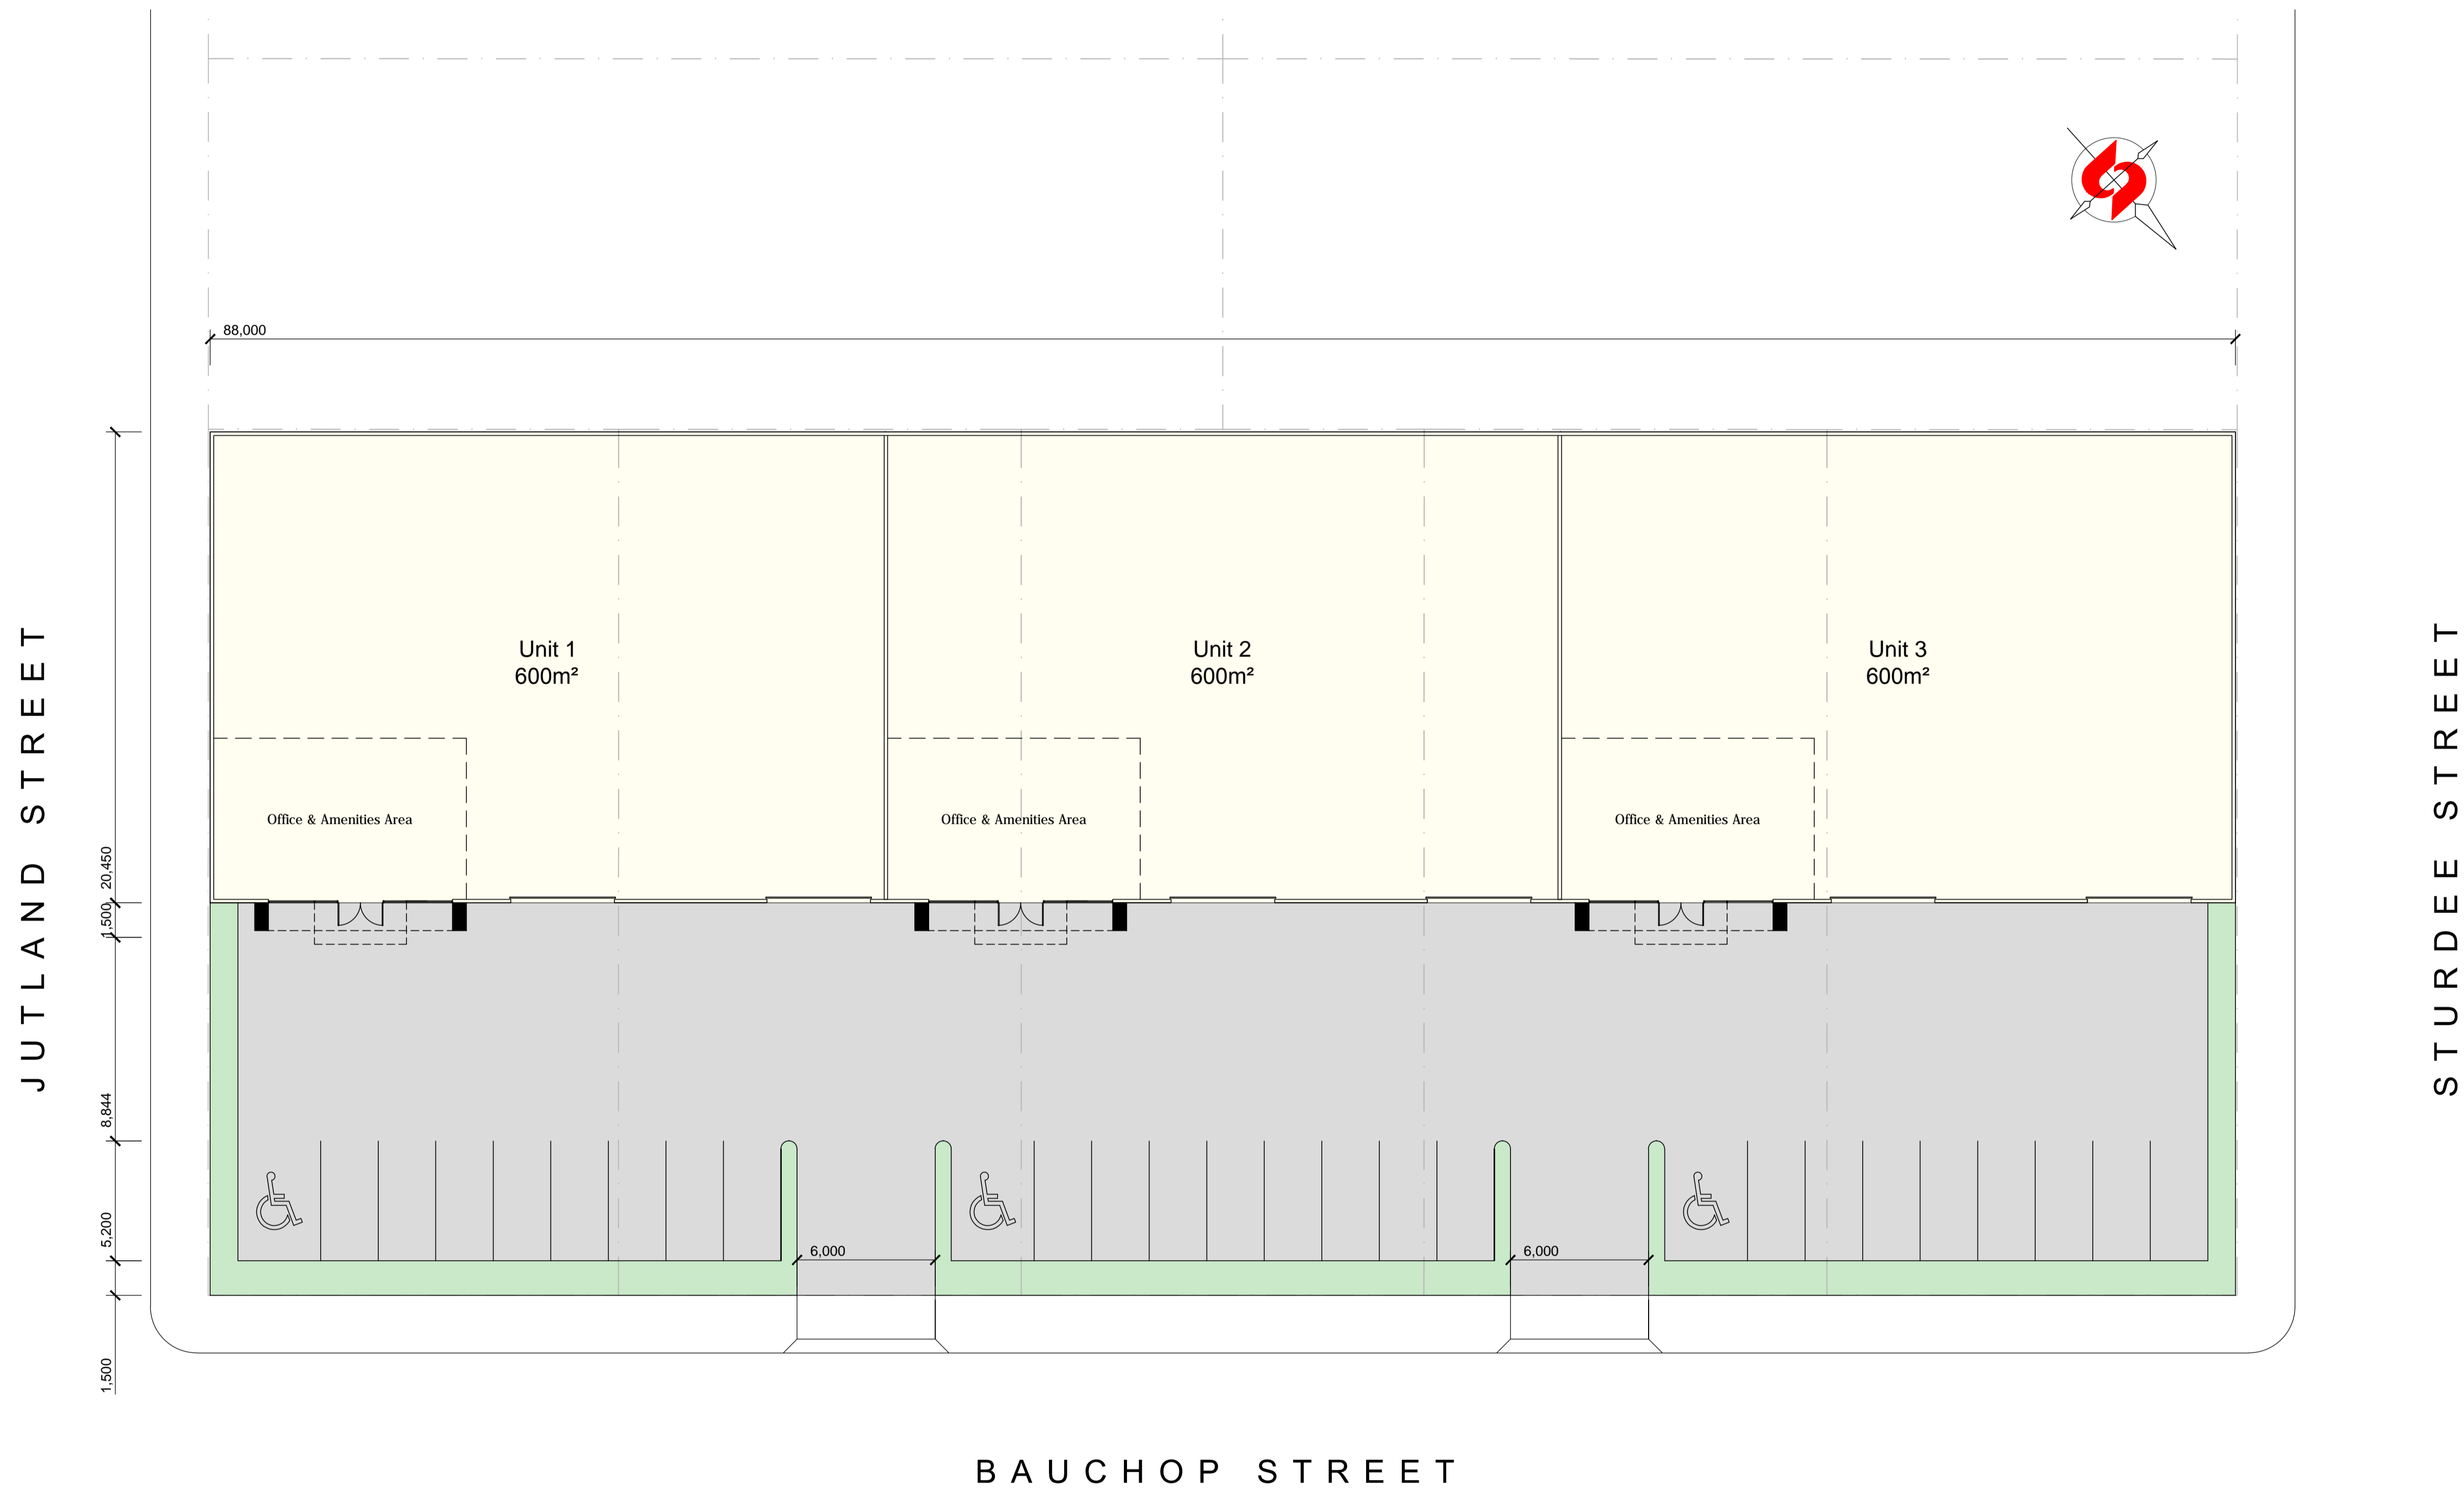 88,000
Unit 1
600m²
Unit 2
600m²
Unit 3
600m²
Office & Amenities Area
Office & Amenities Area
Office & Amenities Area
JUTLAND STREET
STURDEE STREET
20,450
1,500
8,844
5,200
1,500
6,000
6,000
BAUCHOP STREET